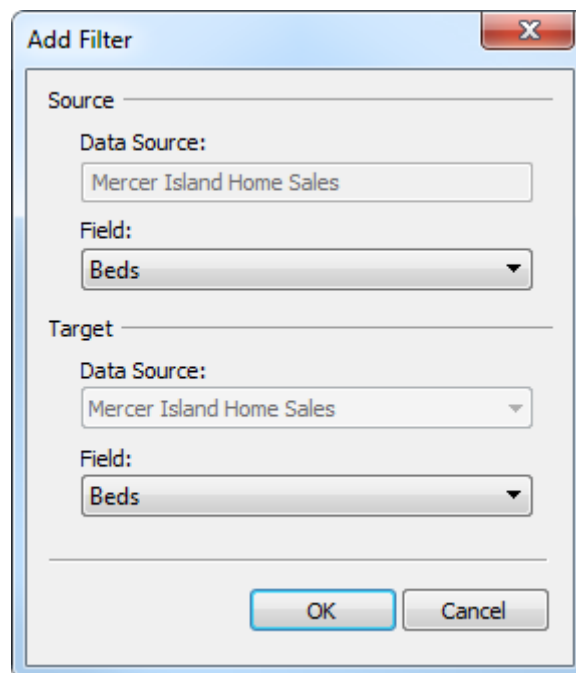 Add Filter
Source
Data Source:
Mercer Island Home Sales
Field:
Beds
Target
Data Source:
Mercer Island Home Sales
Field:
Beds
OK Cancel